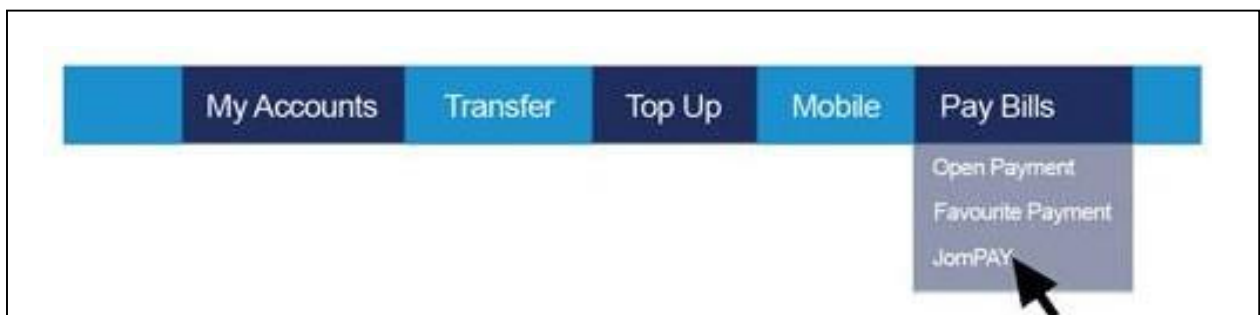 My Accounts Transfer Top Up Mobile Pay Bills
Open Payment
Favourite Payment
JomPAY